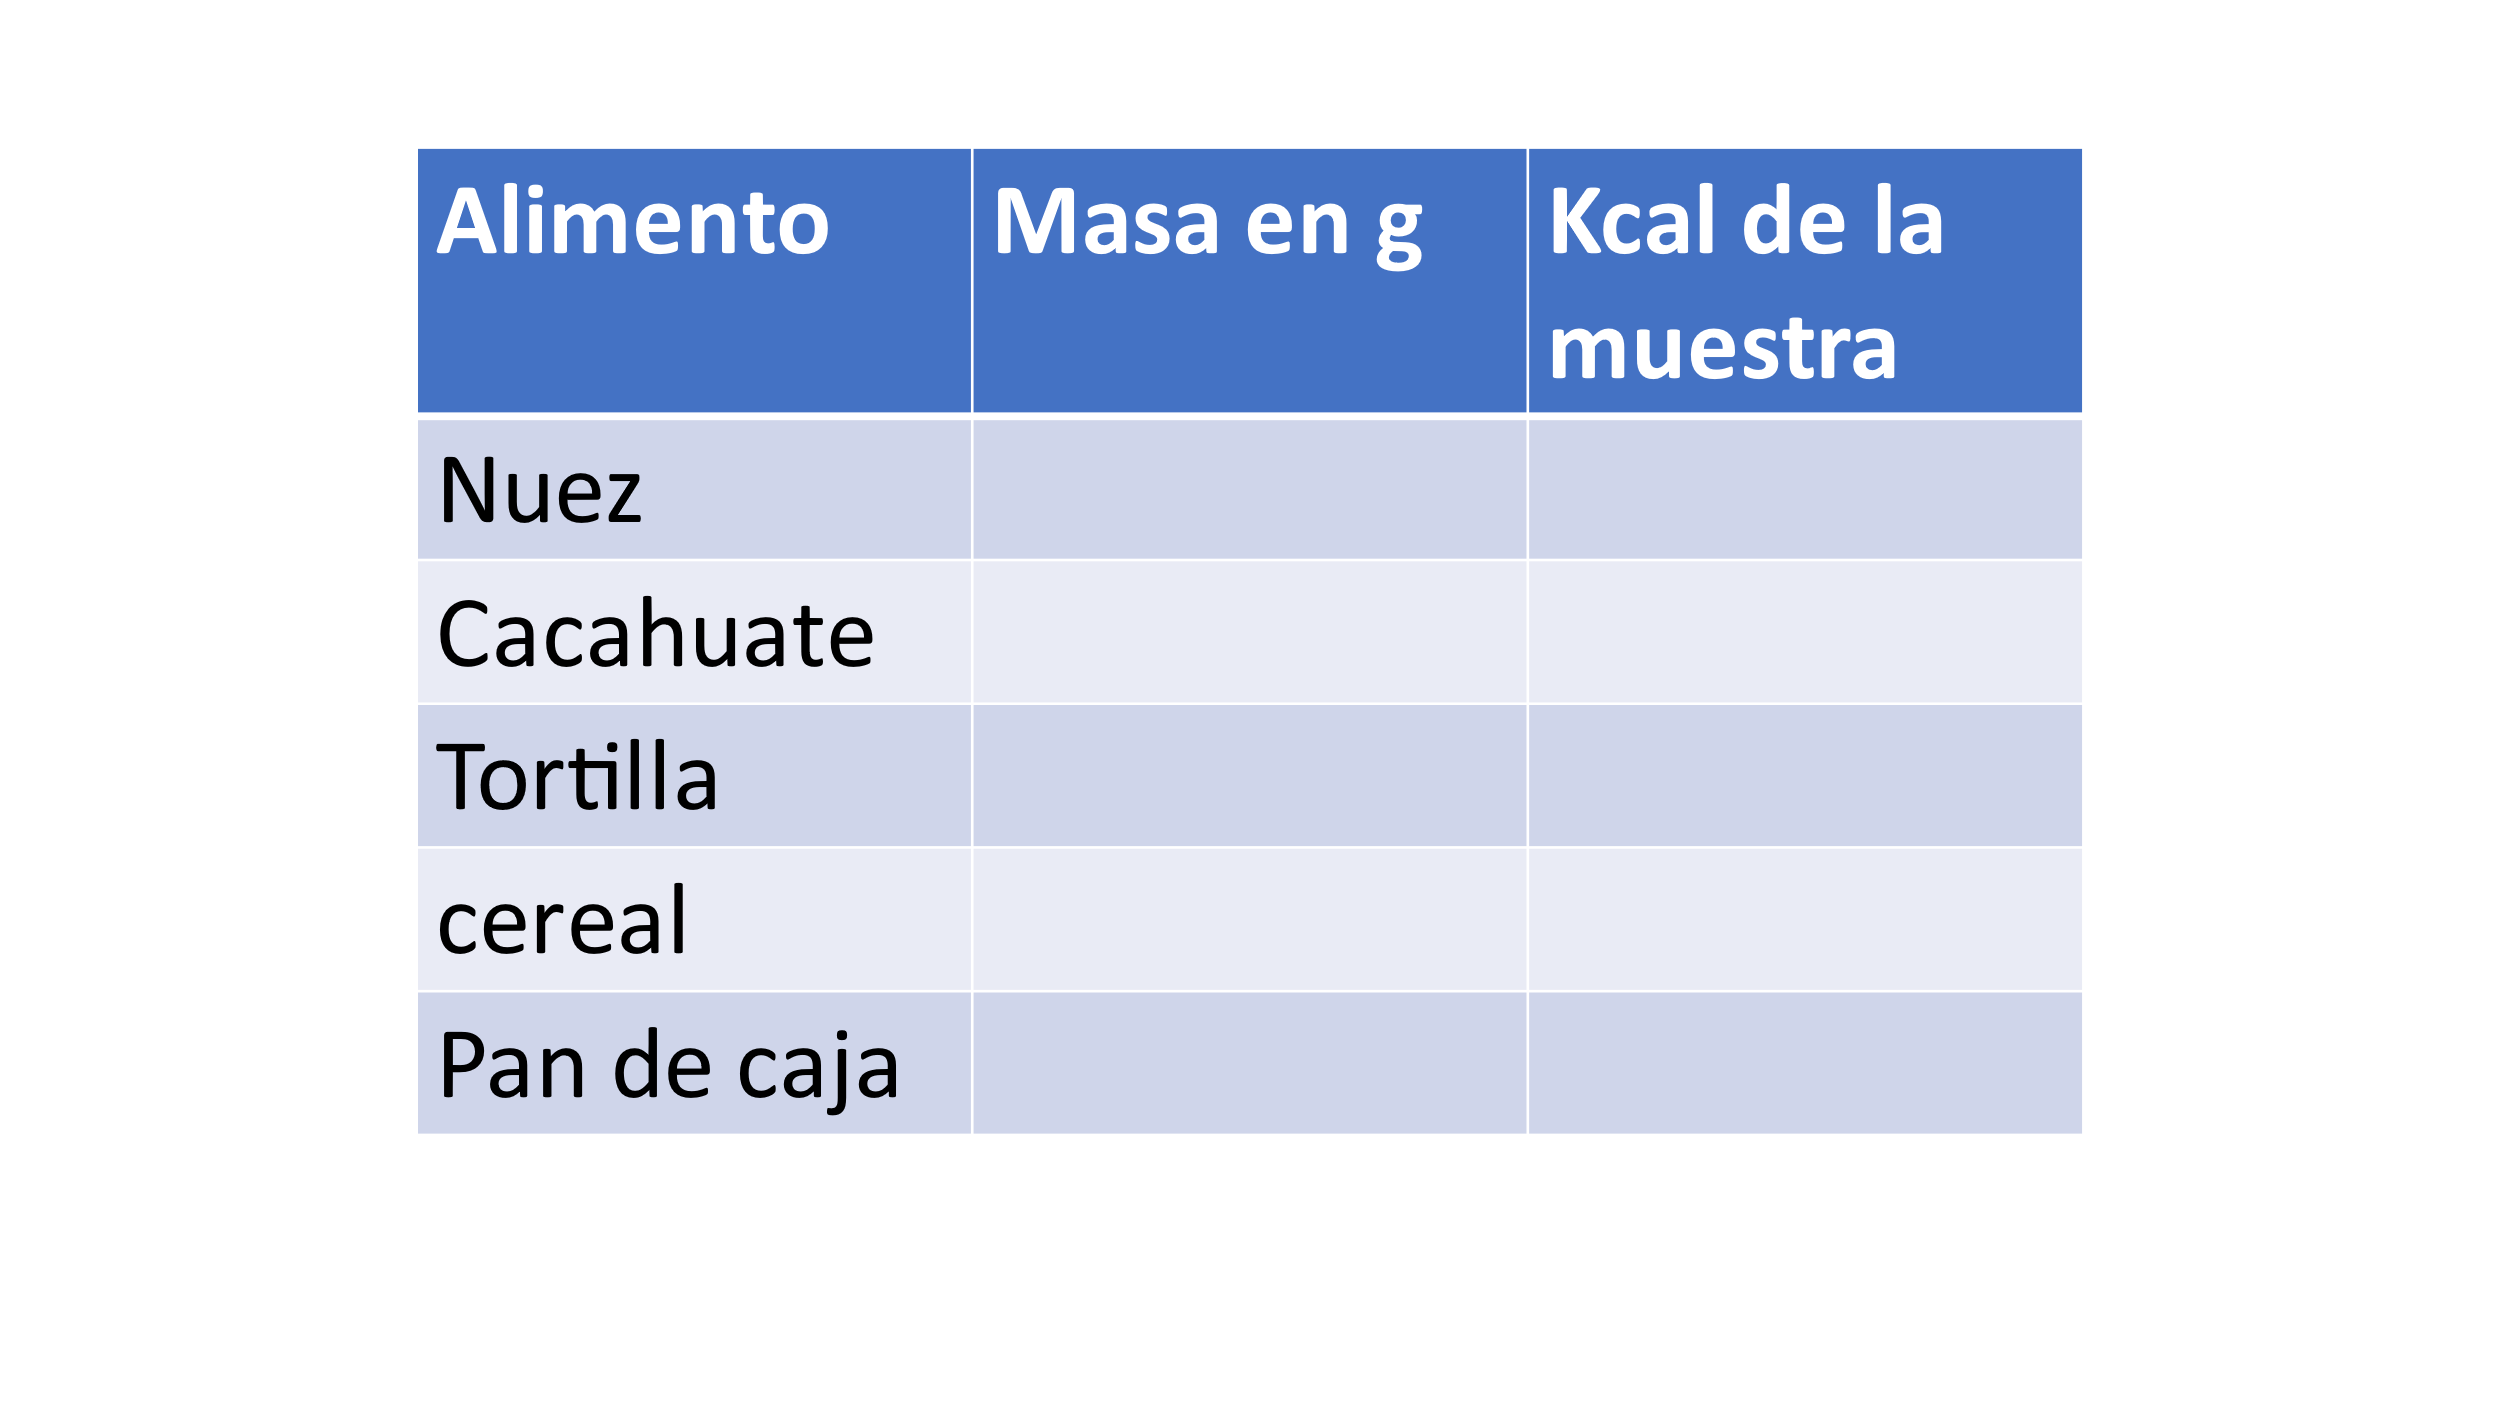 Alimento Masa en g Kcal de la
muestra
Nuez
Cacahuate
Tortilla
cereal
Pan de caja